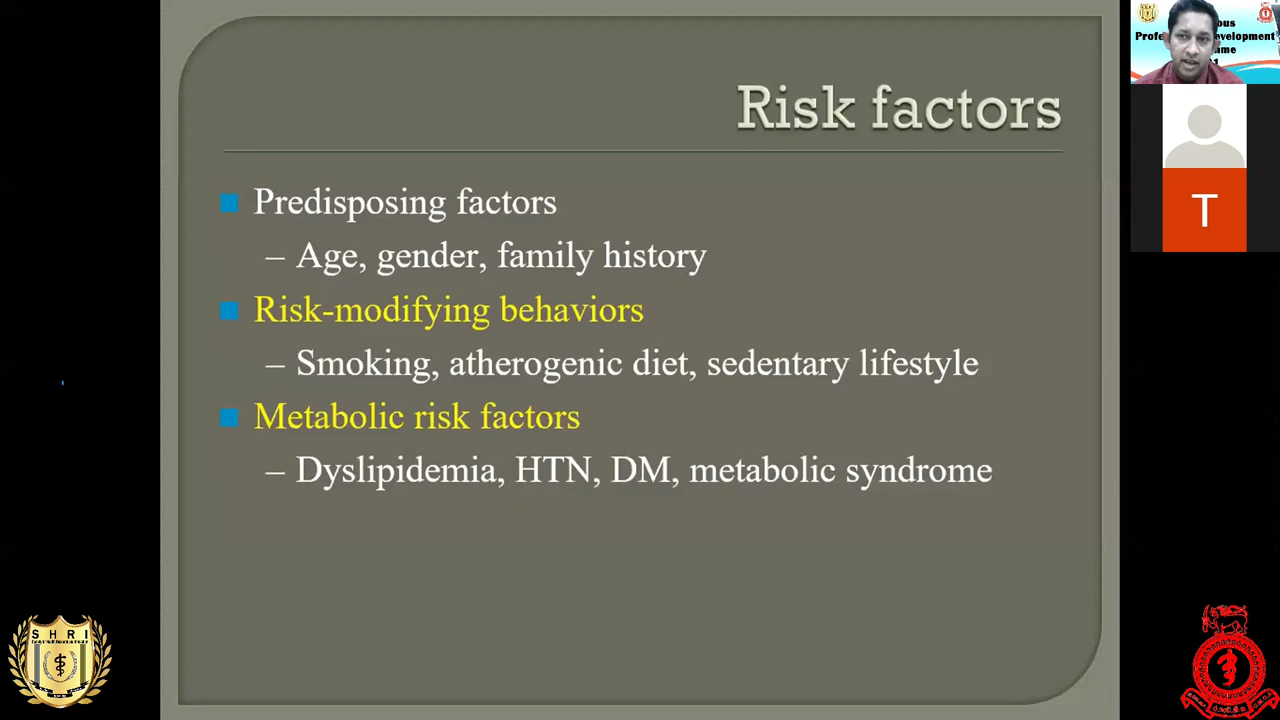 Risk factors
Predisposing factors
– Age, gender, family history
Risk-modifying behaviors
– Smoking, atherogenic diet, sedentary lifestyle
Metabolic risk factors
– Dyslipidemia, HTN, DM, metabolic syndrome
T
SHRI